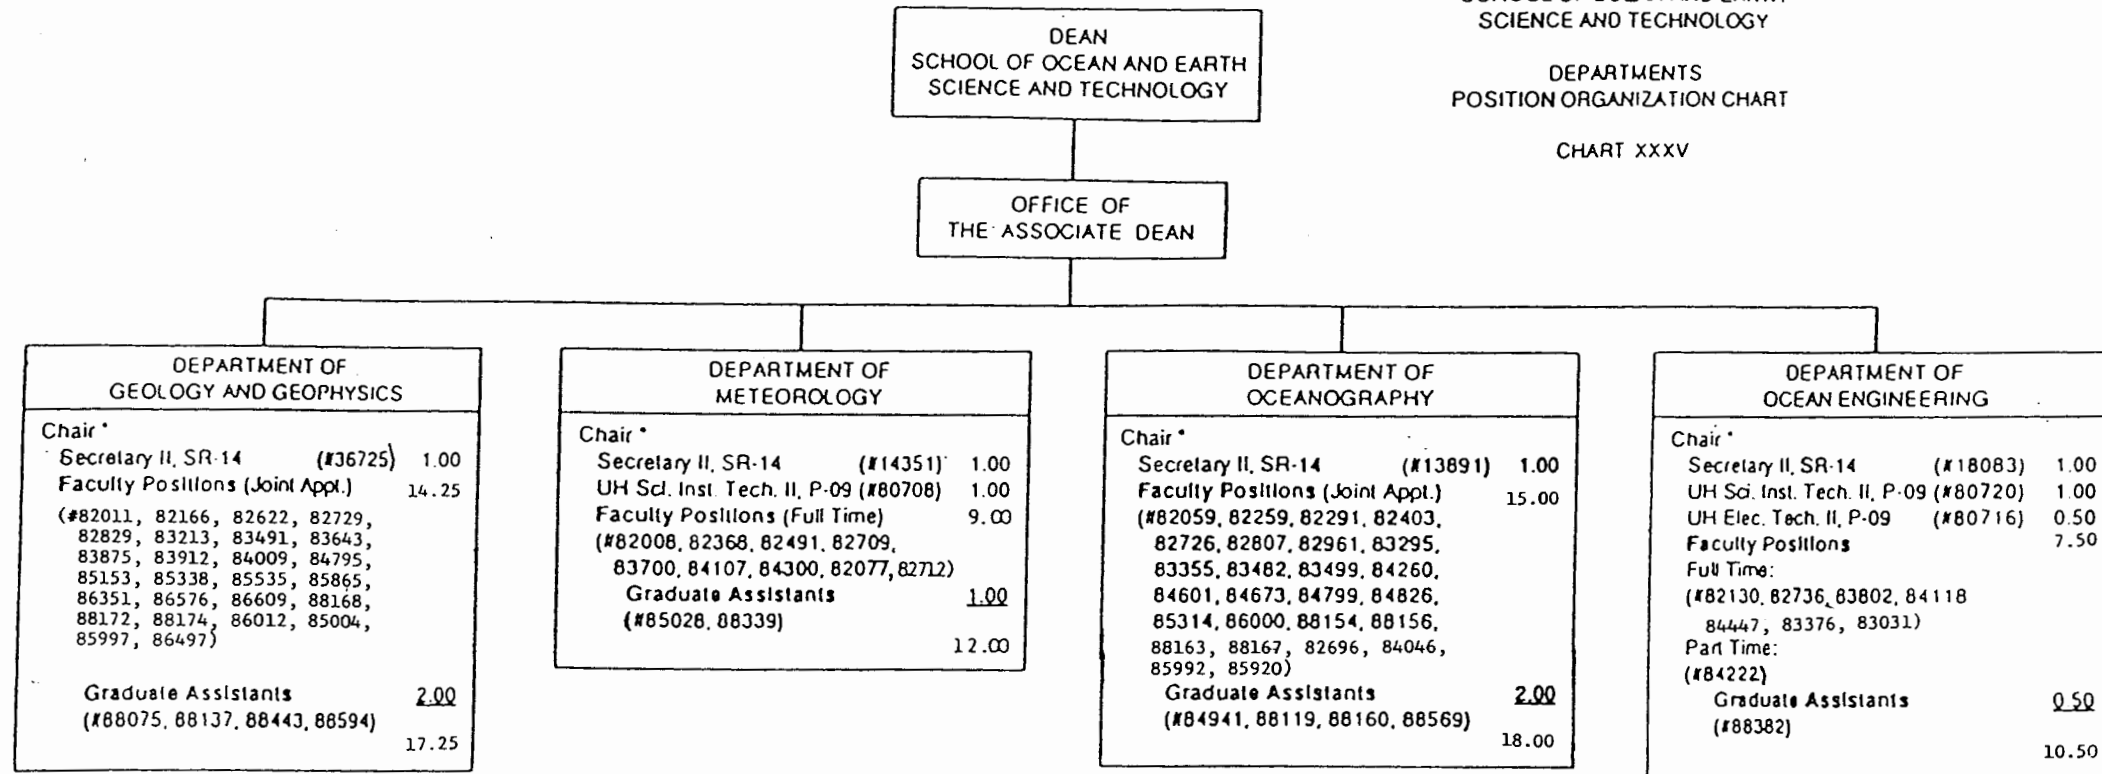 SCIENCE AND TECHNOLOGY
DEPARTMENTS
POSITION ORGANIZATION CHART
CHART XXXV
DEAN
SCHOOL OF OCEAN AND EARTH
SCIENCE AND TECHNOLOGY
OFFICE OF
THE ASSOCIATE DEAN
DEPARTMENT OF
GEOLOGY AND GEOPHYSICS
Chair *
Secretary II, SR-14 (#36725) 1.00
Faculty Positions (Joint Appt.) 14.25
(#82011, 82166, 82622, 82729,
82829, 83213, 83491, 83643,
83875, 83912, 84009, 84795,
85153, 85338, 85535, 85865,
86351, 86576, 86609, 88168,
88172, 88174, 86012, 85004,
85997, 86497)
Graduate Assistants 2.00
(#88075, 88137, 88443, 88594)
17.25
DEPARTMENT OF
METEOROLOGY
Chair *
Secretary II, SR-14 (#14351) 1.00
UH Sci. Inst. Tech. II, P-09 (#80708) 1.00
Faculty Positions (Full Time) 9.00
(#82008, 82368, 82491, 82709,
83700, 84107, 84300, 82077, 82712)
Graduate Assistants 1.00
(#85028, 88339)
12.00
DEPARTMENT OF
OCEANOGRAPHY
Chair *
Secretary II, SR-14 (#13891) 1.00
Faculty Positions (Joint Appt.) 15.00
(#82059, 82259, 82291, 82403,
82726, 82807, 82961, 83295,
83355, 83482, 83499, 84260,
84601, 84673, 84799, 84826,
85314, 86000, 88154, 88156,
88163, 88167, 82696, 84046,
85992, 85920)
Graduate Assistants 2.00
(#84941, 88119, 88160, 88569)
18.00
DEPARTMENT OF
OCEAN ENGINEERING
Chair *
Secretary II, SR-14 (#18083) 1.00
UH Sci. Inst. Tech. II, P-09 (#80720) 1.00
UH Elec. Tech. II, P-09 (#80716) 0.50
Faculty Positions 7.50
Full Time:
(#82130, 82736, 83802, 84118
84447, 83376, 83031)
Part Time:
(#84222)
Graduate Assistants 0.50
(#88382)
10.50